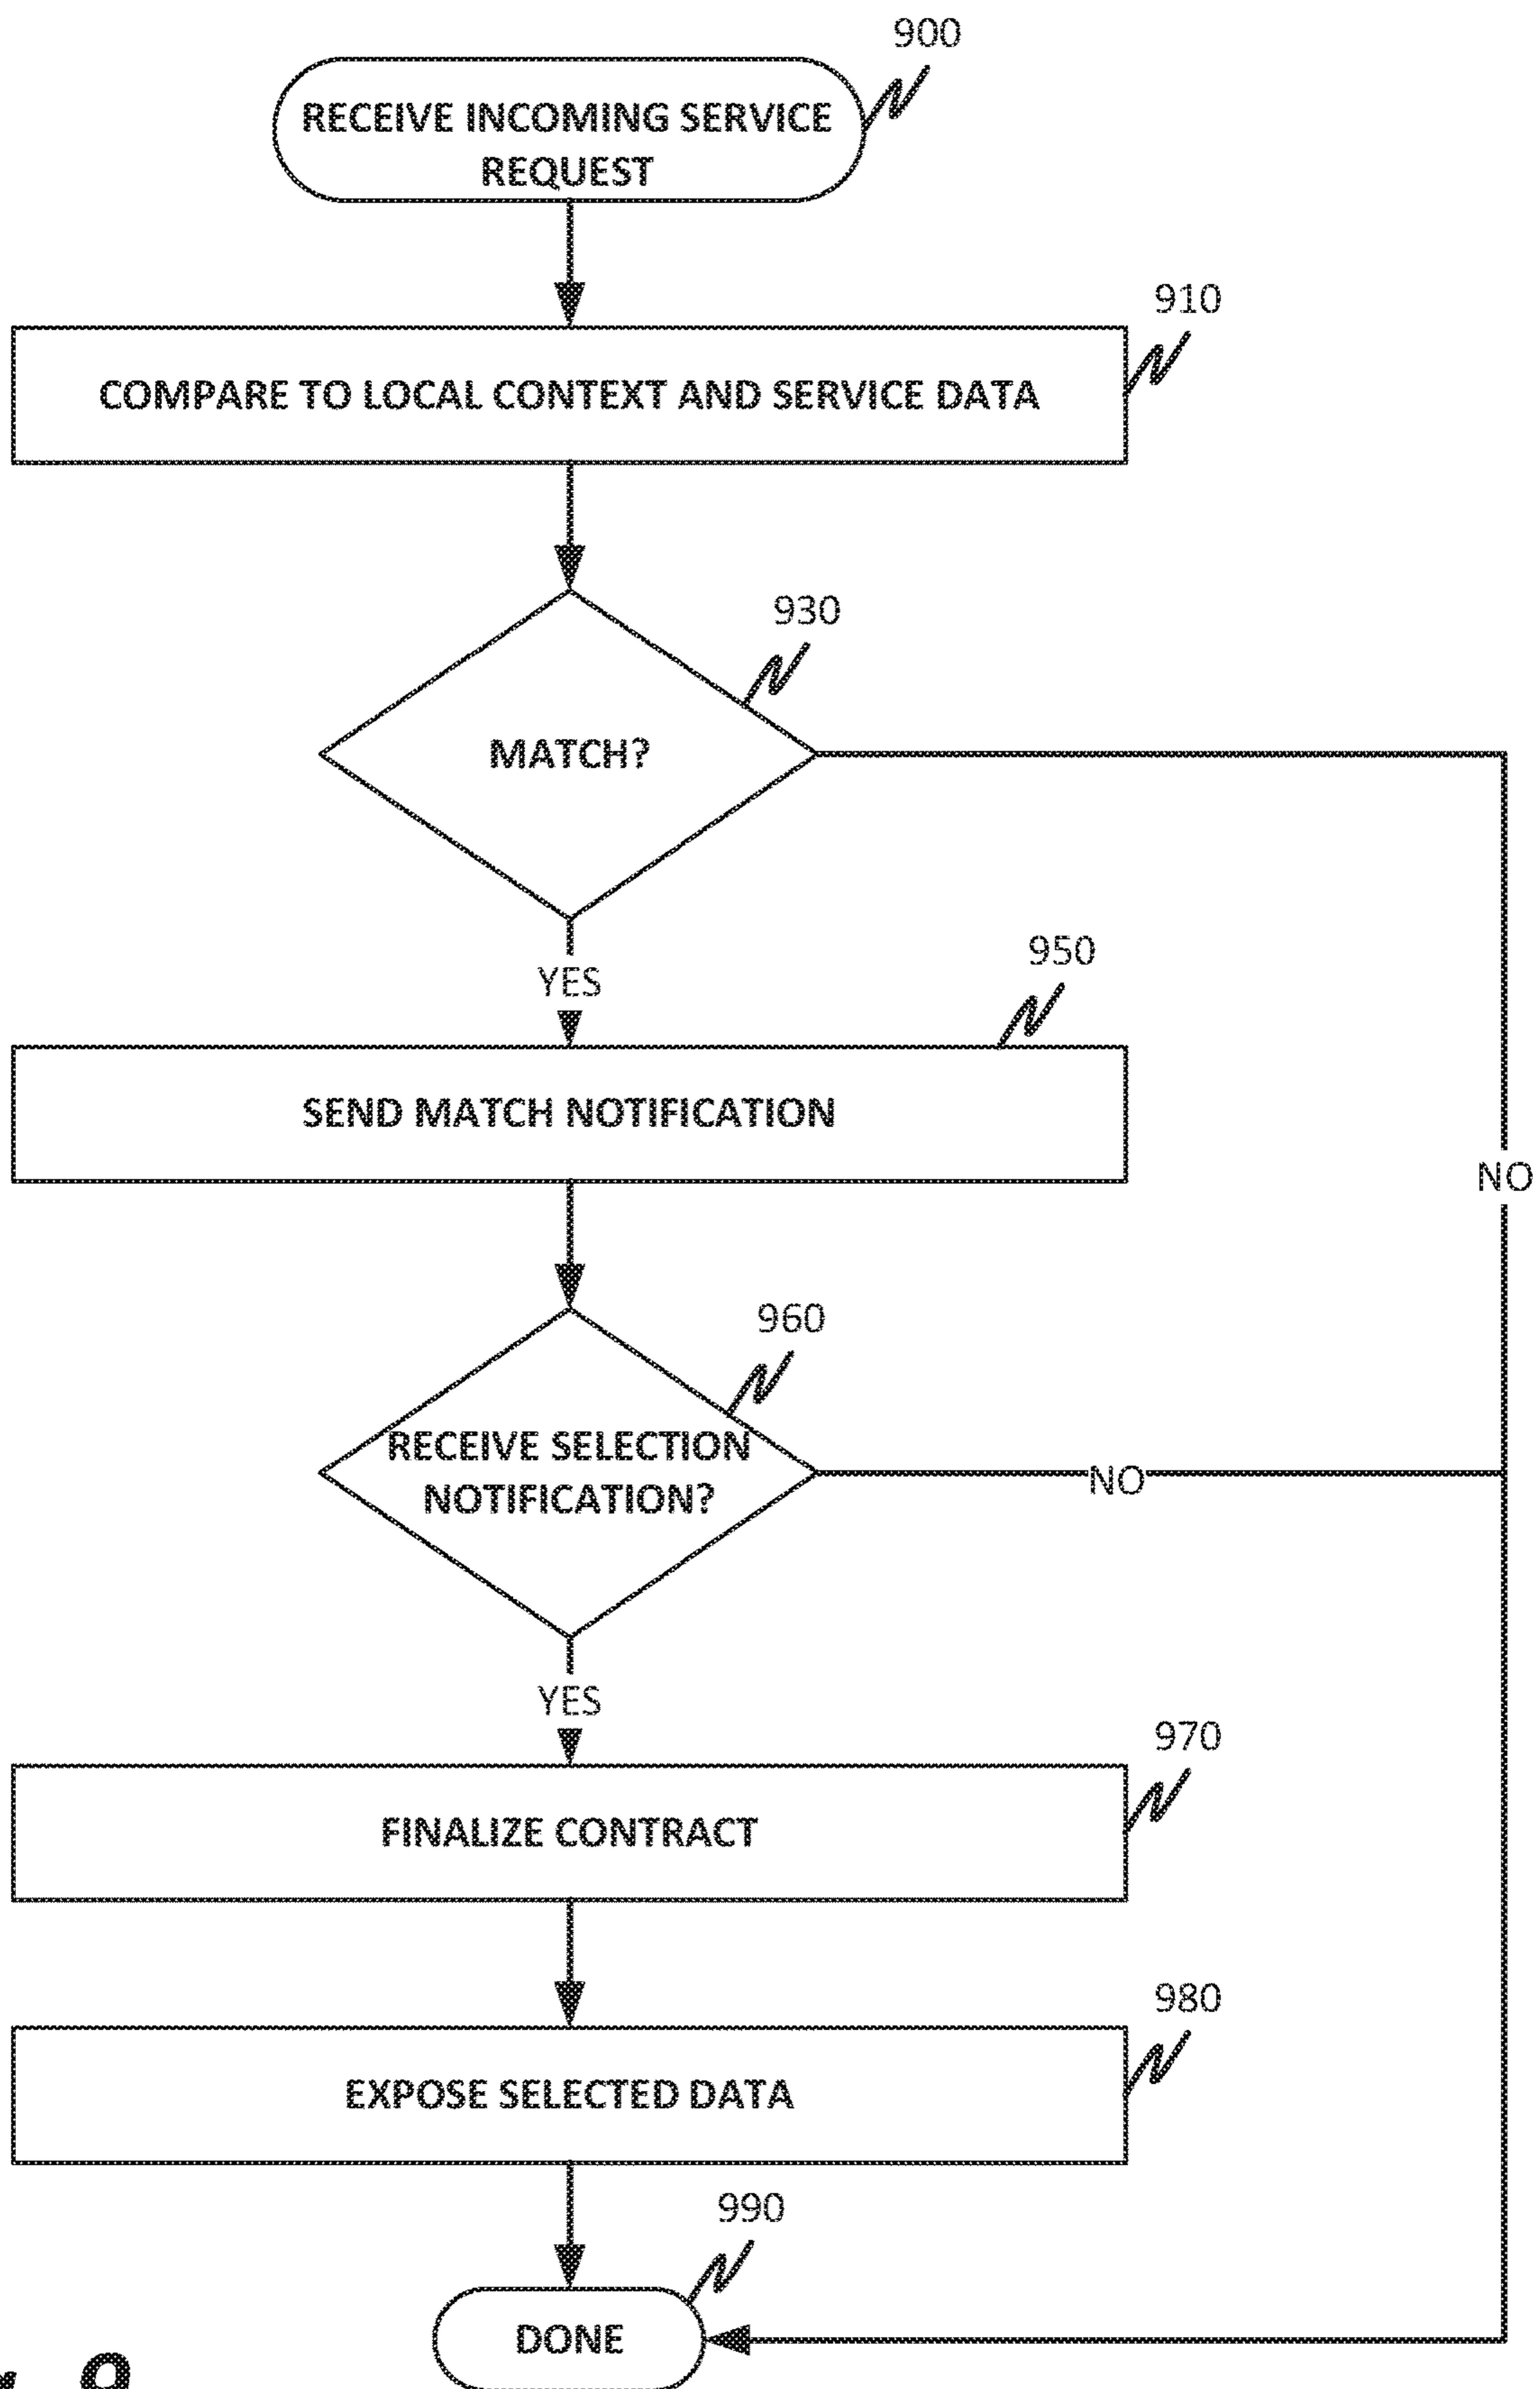 900
RECEIVE INCOMING SERVICE
REQUEST
910
COMPARE TO LOCAL CONTEXT AND SERVICE DATA
930
MATCH?
YES
950
SEND MATCH NOTIFICATION
NO
960
RECEIVE SELECTION
NOTIFICATION?
NO
YES
970
FINALIZE CONTRACT
980
EXPOSE SELECTED DATA
990
DONE
9